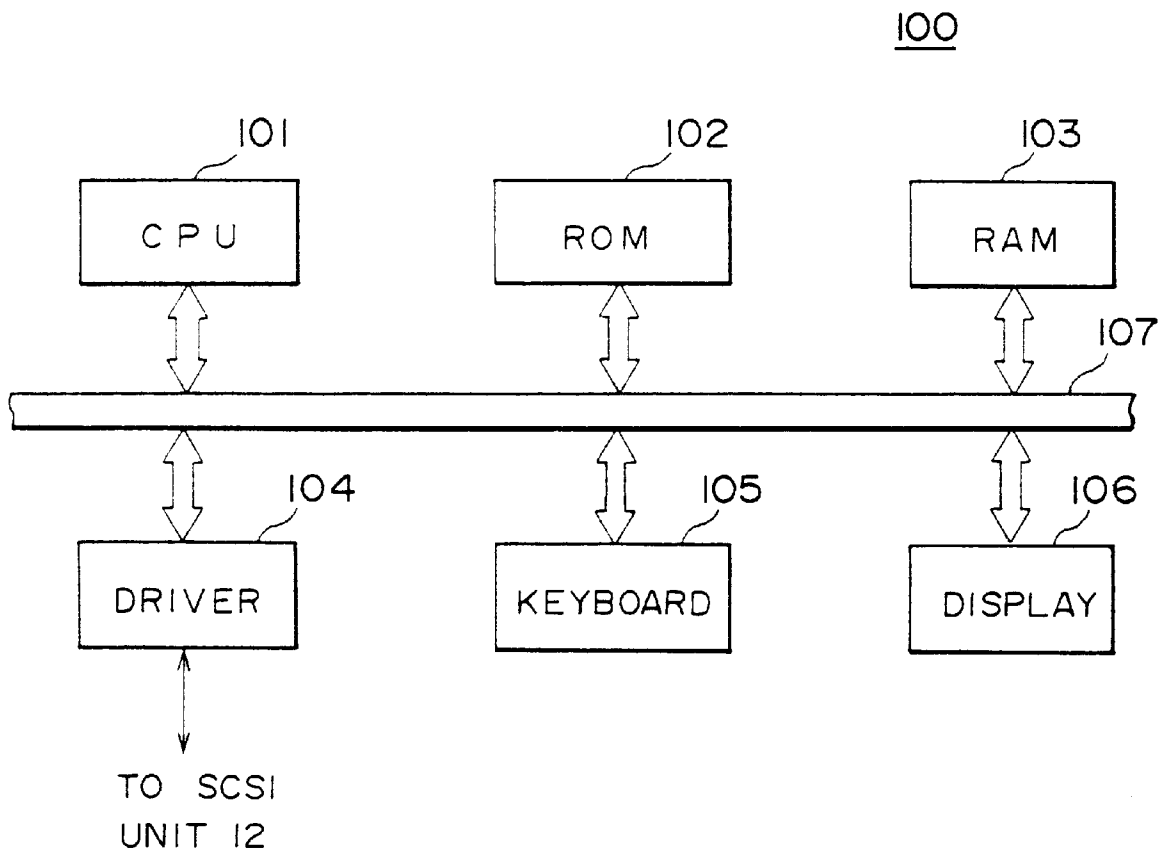 100
101
102
103
CPU
ROM
RAM
107
104
105
106
DRIVER
KEYBOARD
DISPLAY
TO SCSI
UNIT 12